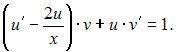 (u′ − 2u/x) · v + u · v′ = 1.